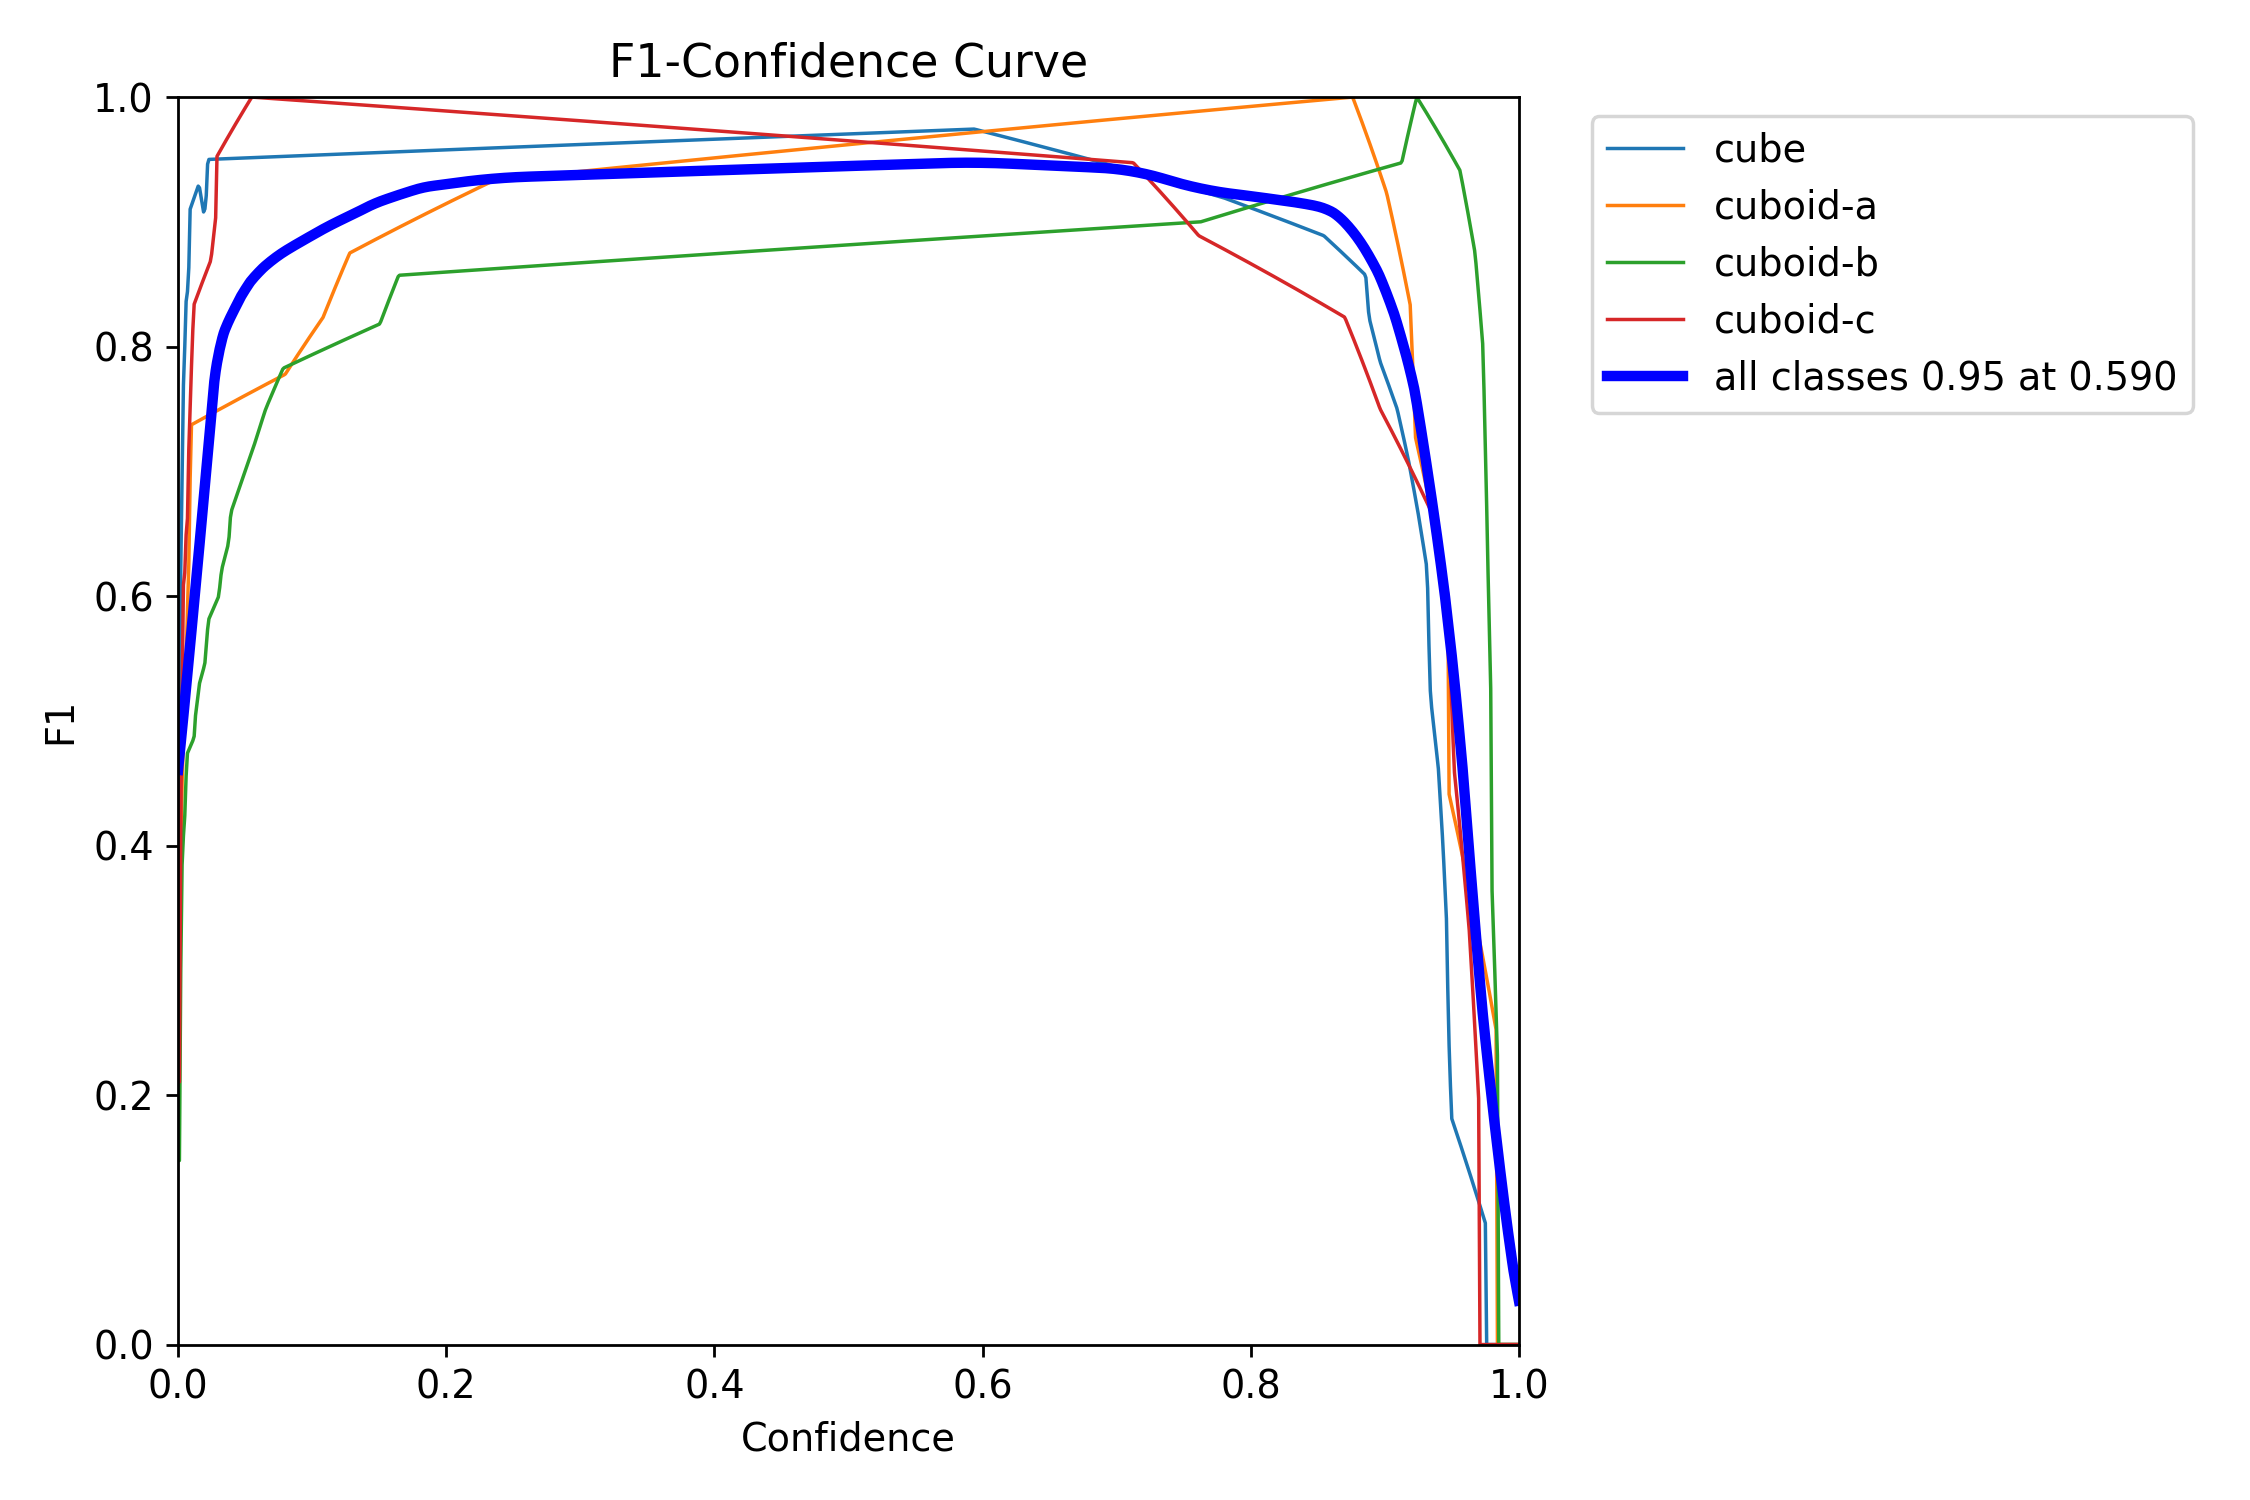 F1-Confidence Curve
1.0
0.8
0.6
0.4
0.2
0.0
F1
0.0 0.2 0.4 0.6 0.8 1.0
Confidence
cube
cuboid-a
cuboid-b
cuboid-c
all classes 0.95 at 0.590